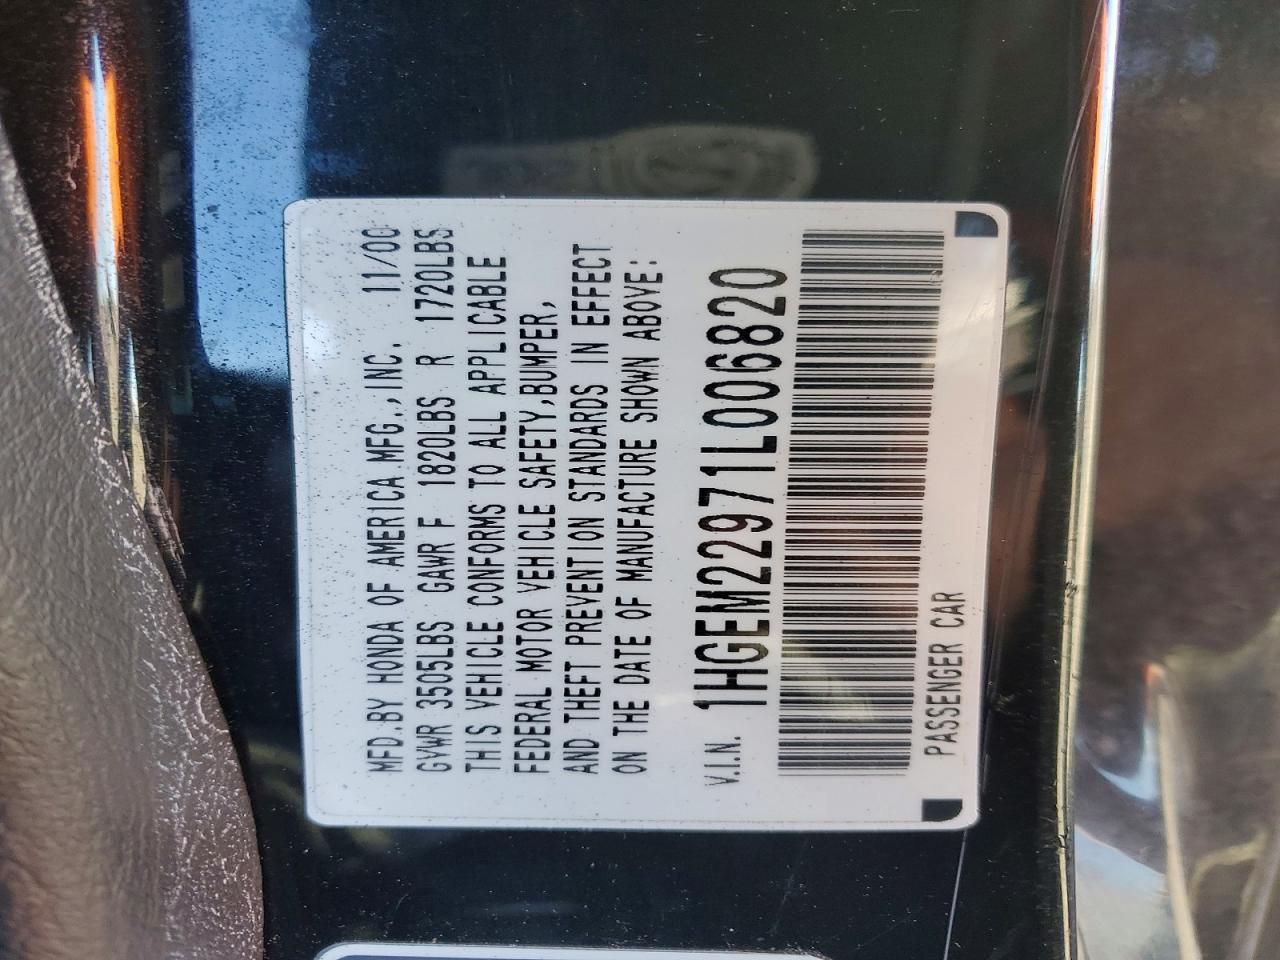 MFD.BY HONDA OF AMERICA MFG.,INC. 11/00
GVWR 3505LBS GAWR F 1820LBS R 1720LBS
THIS VEHICLE CONFORMS TO ALL APPLICABLE
FEDERAL MOTOR VEHICLE SAFETY,BUMPER,
AND THEFT PREVENTION STANDARDS IN EFFECT
ON THE DATE OF MANUFACTURE SHOWN ABOVE:
V.I.N. 1HGEM22971L006820
PASSENGER CAR